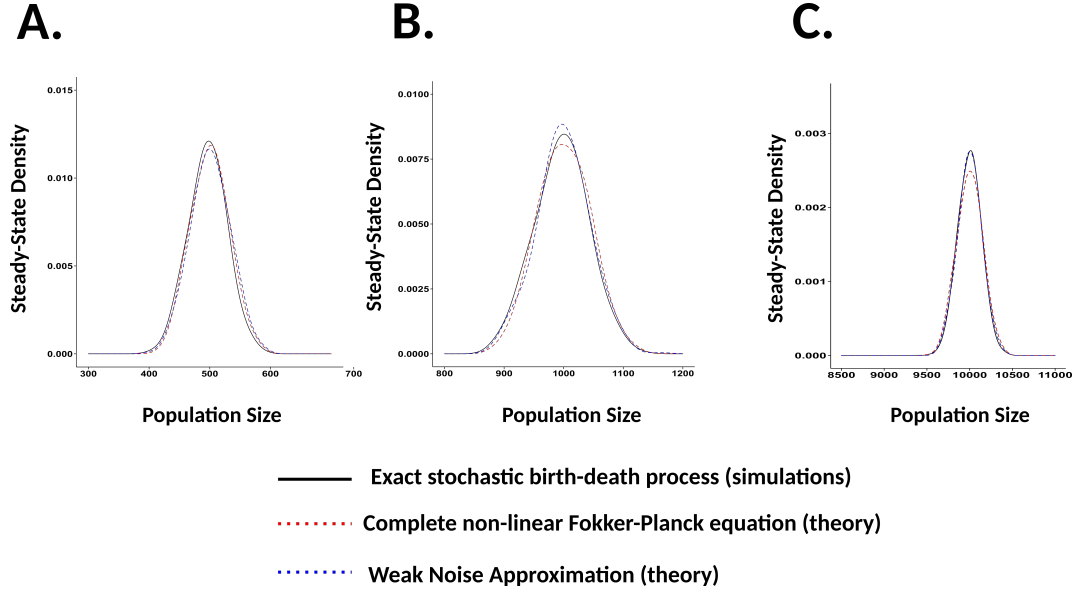 A.
B.
C.
Steady-State Density
0.015
0.010
0.005
0.000
300 400 500 600 700
Population Size
Steady-State Density
0.0100
0.0075
0.0050
0.0025
0.0000
800 900 1000 1100 1200
Population Size
Steady-State Density
0.003
0.002
0.001
0.000
8500 9000 9500 10000 10500 11000
Population Size
Exact stochastic birth-death process (simulations)
Complete non-linear Fokker-Planck equation (theory)
Weak Noise Approximation (theory)